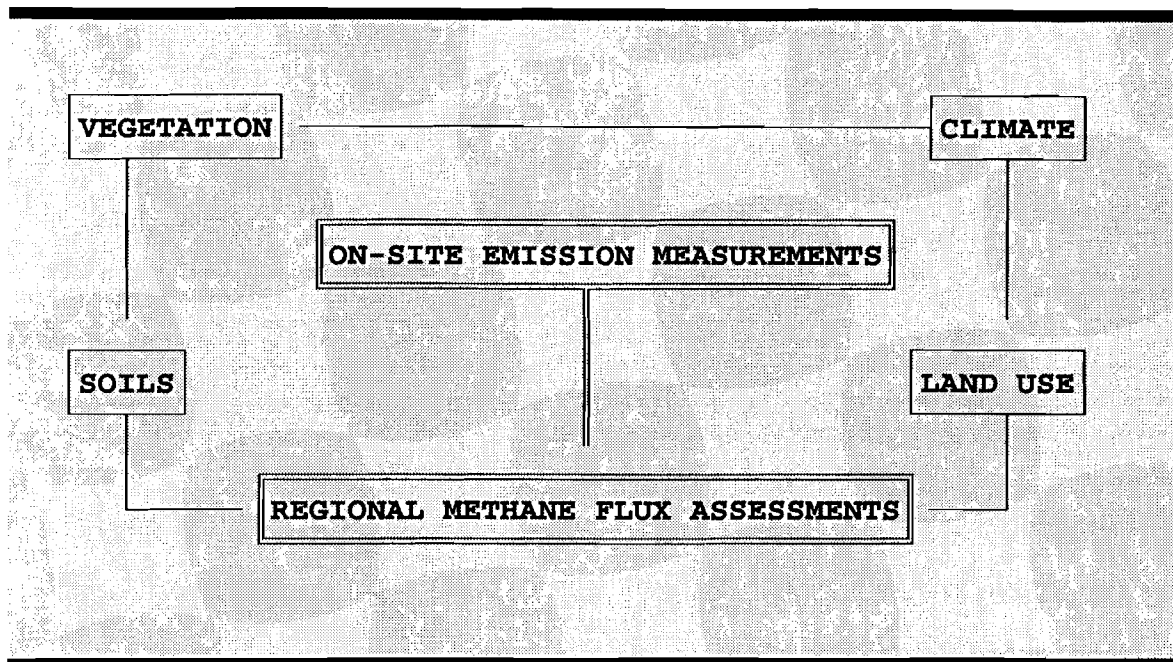 VEGETATION
CLIMATE
ON-SITE EMISSION MEASUREMENTS
SOILS
LAND USE
REGIONAL METHANE FLUX ASSESSMENTS